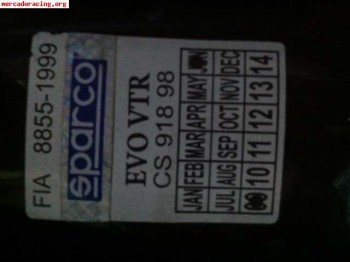 mercadoracing.org
FIA 8855-1999
sparco
EVO VTR
CS 918 98
JAN FEB MAR APR MAY JUN
JUL AUG SEP OCT NOV DEC
10 11 12 13 14